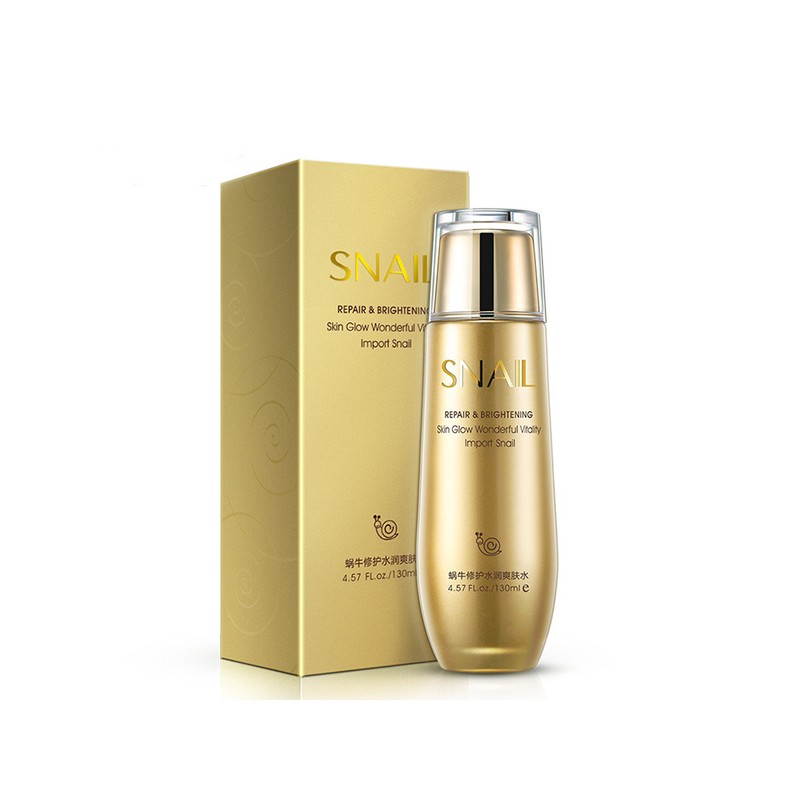 SNAIL
REPAIR & BRIGHTENING
Skin Glow Wonderful
Import Snail
蜗牛修护水润爽肤
4.57 FL.oz./130ml
SNAIL
REPAIR & BRIGHTENING
Skin Glow Wonderful Vitality
Import Snail
蜗牛修护水润爽肤水
4.57 FL.oz./130ml e